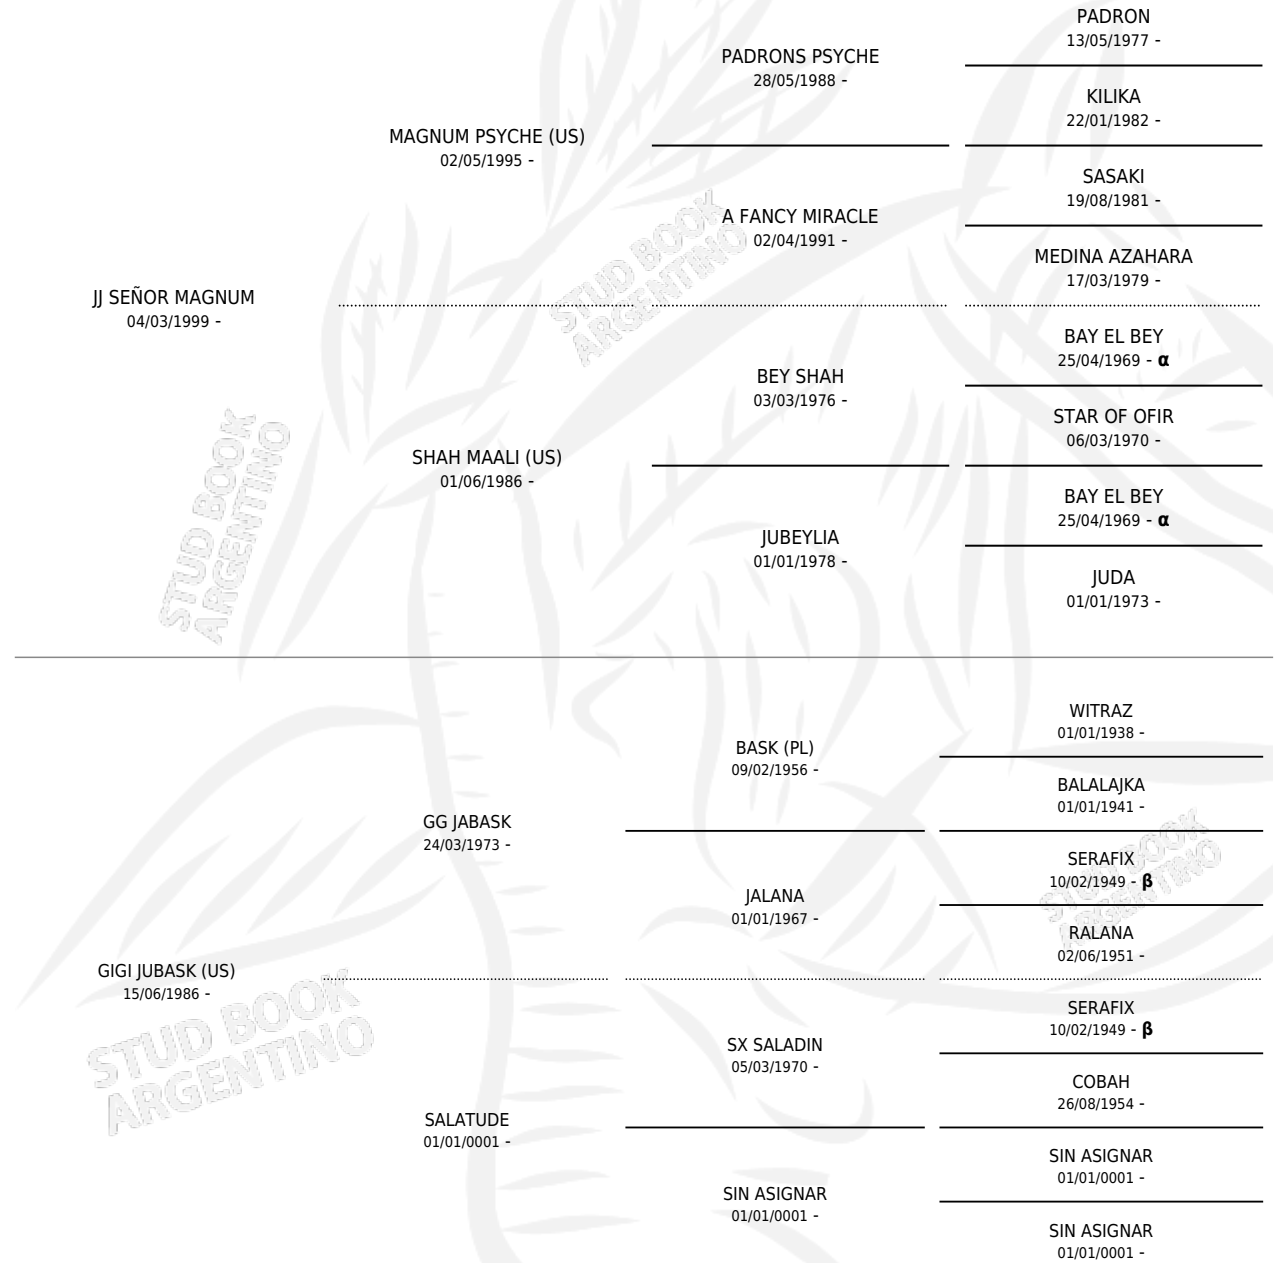 PADRON
13/05/1977 -
PADRONS PSYCHE
28/05/1988 -
KILIKA
22/01/1982 -
MAGNUM PSYCHE (US)
02/05/1995 -
SASAKI
19/08/1981 -
A FANCY MIRACLE
02/04/1991 -
MEDINA AZAHARA
17/03/1979 -
JJ SEÑOR MAGNUM
04/03/1999 -
BAY EL BEY
25/04/1969 - α
BEY SHAH
03/03/1976 -
STAR OF OFIR
06/03/1970 -
SHAH MAALI (US)
01/06/1986 -
BAY EL BEY
25/04/1969 - α
JUBEYLIA
01/01/1978 -
JUDA
01/01/1973 -
WITRAZ
01/01/1938 -
BASK (PL)
09/02/1956 -
BALALAJKA
01/01/1941 -
GG JABASK
24/03/1973 -
SERAFIX
10/02/1949 - β
JALANA
01/01/1967 -
RALANA
02/06/1951 -
GIGI JUBASK (US)
15/06/1986 -
SERAFIX
10/02/1949 - β
SX SALADIN
05/03/1970 -
COBAH
26/08/1954 -
SALATUDE
01/01/0001 -
SIN ASIGNAR
01/01/0001 -
SIN ASIGNAR
01/01/0001 -
SIN ASIGNAR
01/01/0001 -
STUD BOOK
ARGENTINO
STUD BOOK
ARGENTINO
STUD BOOK
ARGENTINO
STUD BOOK
ARGENTINO